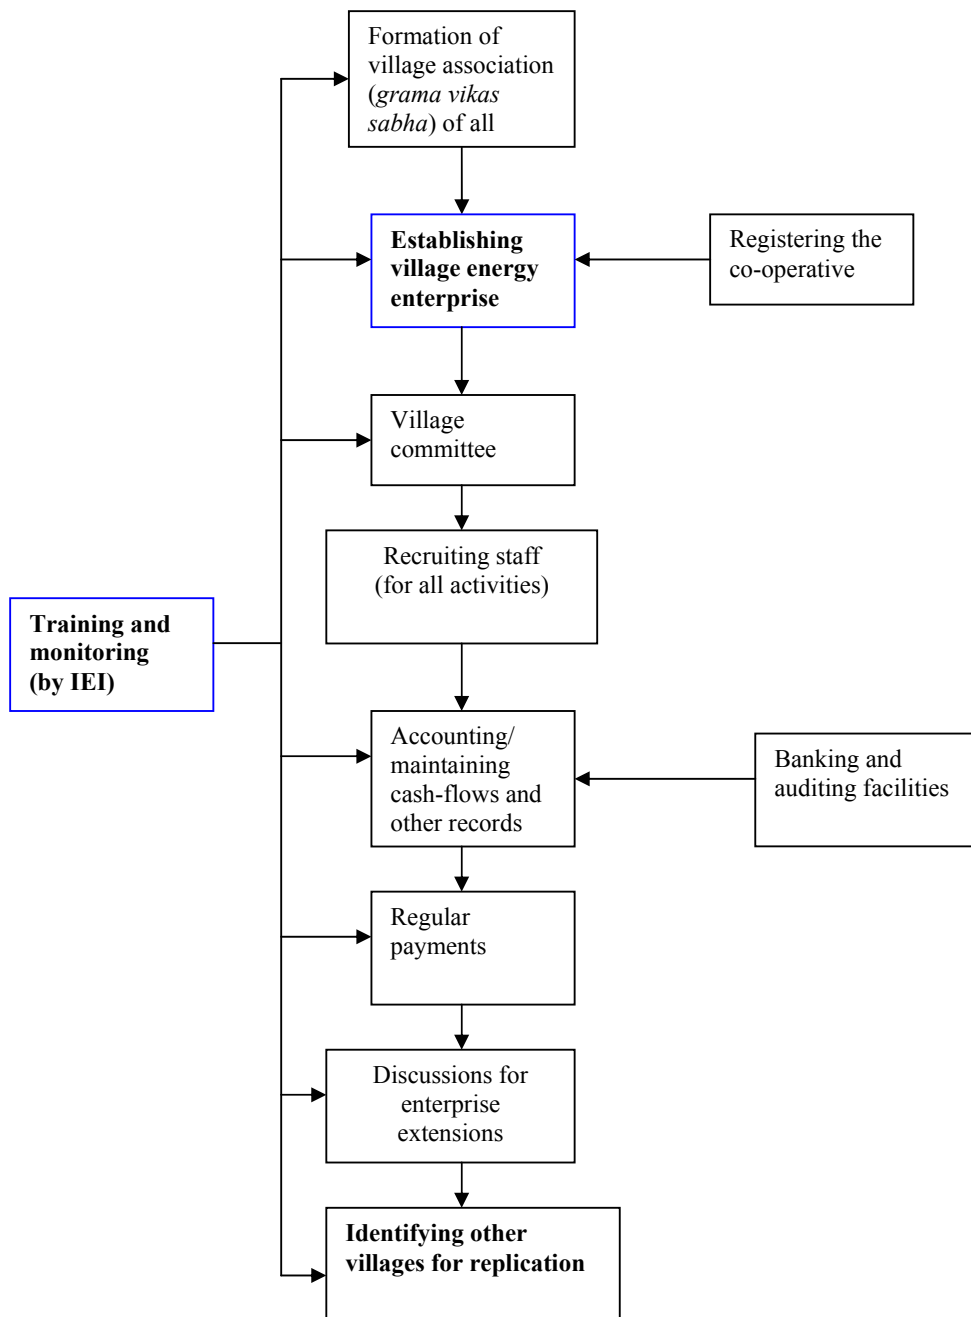 Formation of
village association
(grama vikas
sabha) of all
Establishing
village energy
enterprise
Registering the
co-operative
Village
committee
Recruiting staff
(for all activities)
Training and
monitoring
(by IEI)
Accounting/
maintaining
cash-flows and
other records
Banking and
auditing facilities
Regular
payments
Discussions for
enterprise
extensions
Identifying other
villages for replication